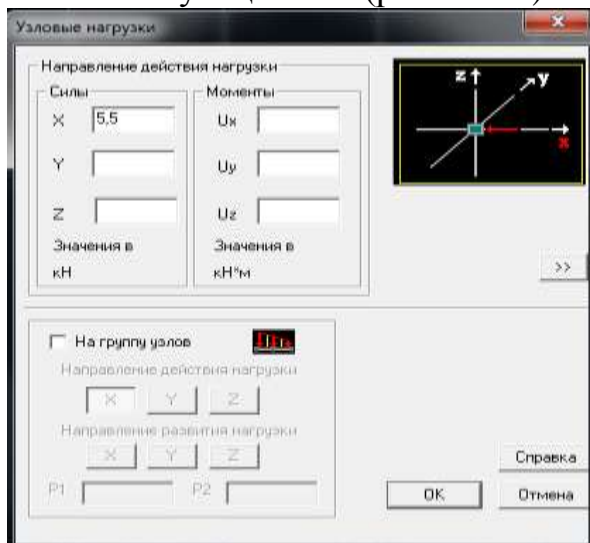 Узловые нагрузки
Направление действия нагрузки
Силы
Моменты
X 5,5
Ux
Y
Uy
Z
Uz
Значения в
кН
Значения в
кН*м
z
y
x
>>
На группу узлов
Направление действия нагрузки
X Y Z
Направление развития нагрузки
X Y Z
P1
P2
Справка
OK
Отмена